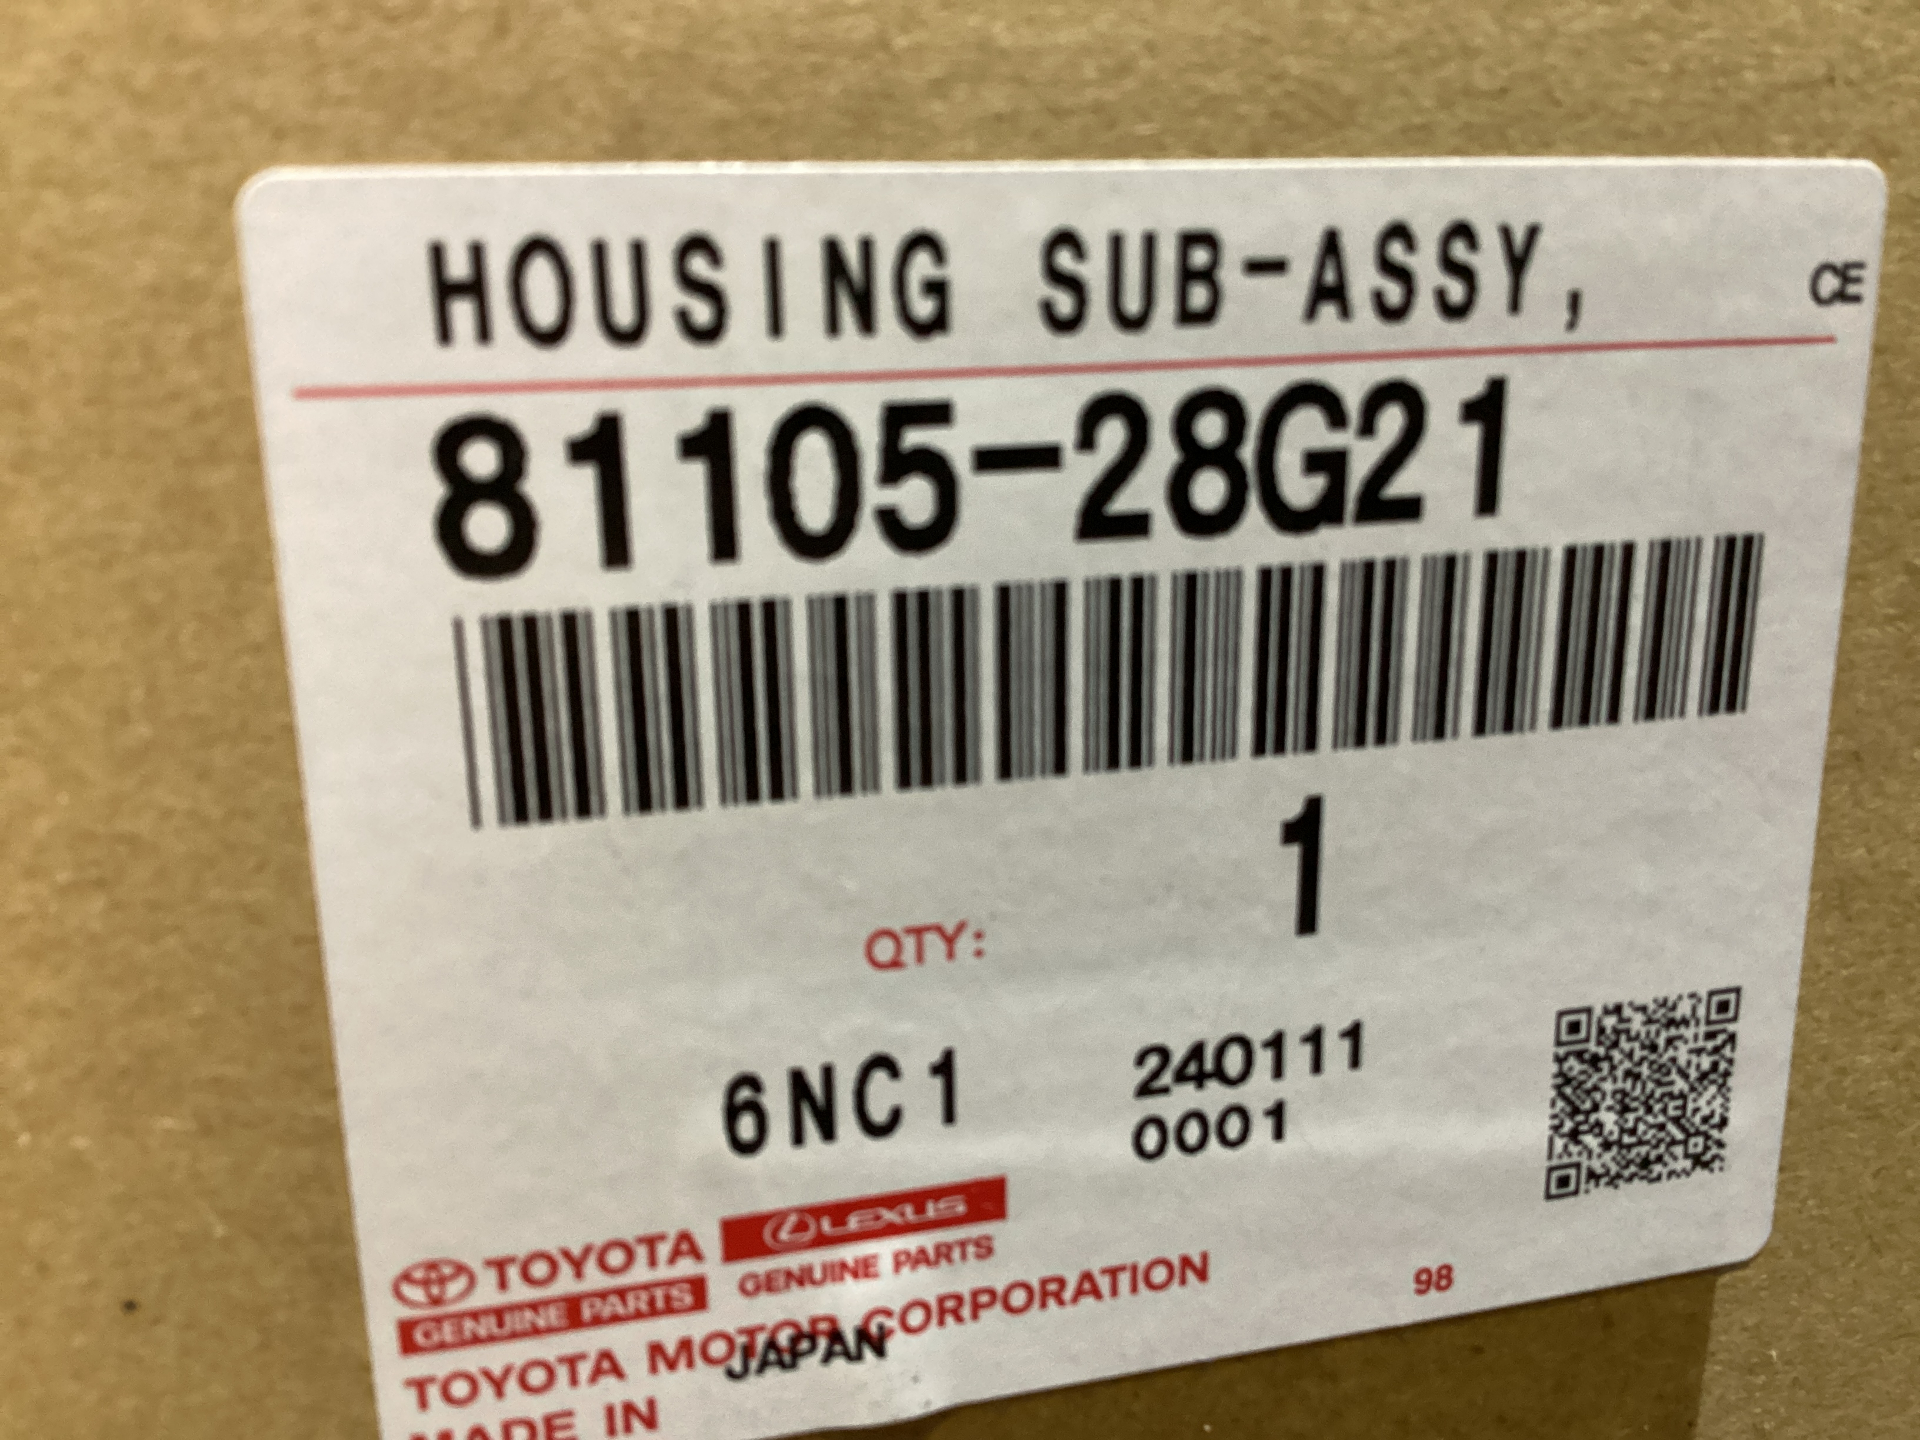 HOUSING SUB-ASSY,
CE
81105-28G21
1
QTY:
6NC1
240111
0001
TOYOTA
GENUINE PARTS
LEXUS
GENUINE PARTS
TOYOTA MOTOR CORPORATION
98
JAPAN
MADE IN